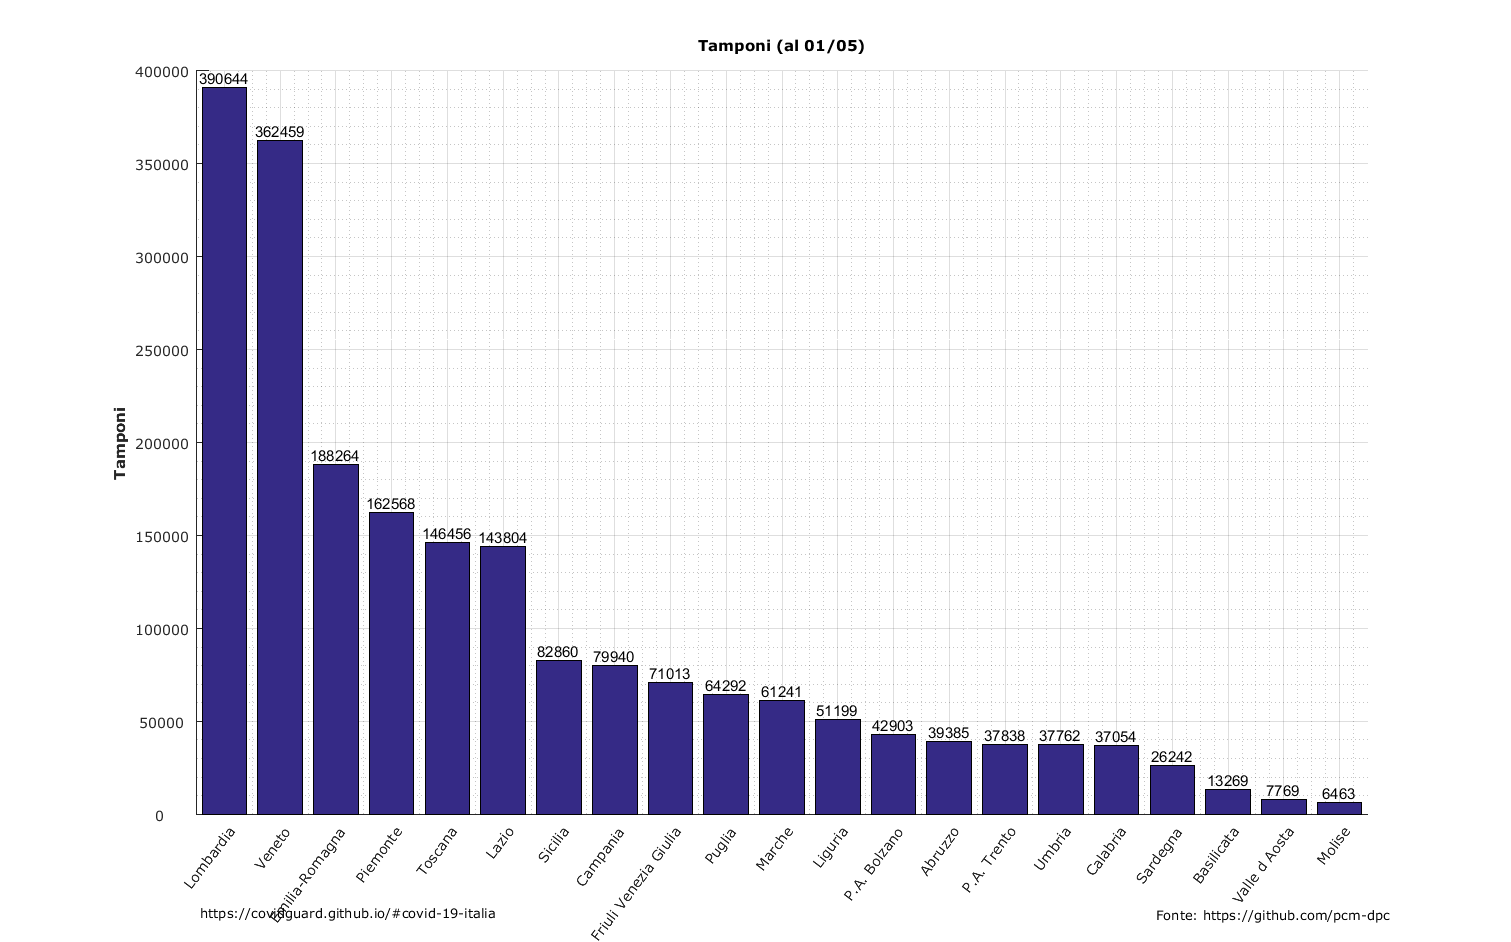 Tamponi (al 01/05)
Tamponi
400000
350000
300000
250000
200000
150000
100000
50000
0
390644
362459
188264
162568
146456
143804
82860
79940
71013
64292
61241
51199
42903
39385
37838
37762
37054
26242
13269
7769
6463
Lombardia
Veneto
Emilia-Romagna
Piemonte
Toscana
Lazio
Sicilia
Campania
Friuli Venezia Giulia
Puglia
Marche
Liguria
P.A. Bolzano
Abruzzo
P.A. Trento
Umbria
Calabria
Sardegna
Basilicata
Valle d Aosta
Molise
https://covidguard.github.io/#covid-19-italia
Fonte: https://github.com/pcm-dpc